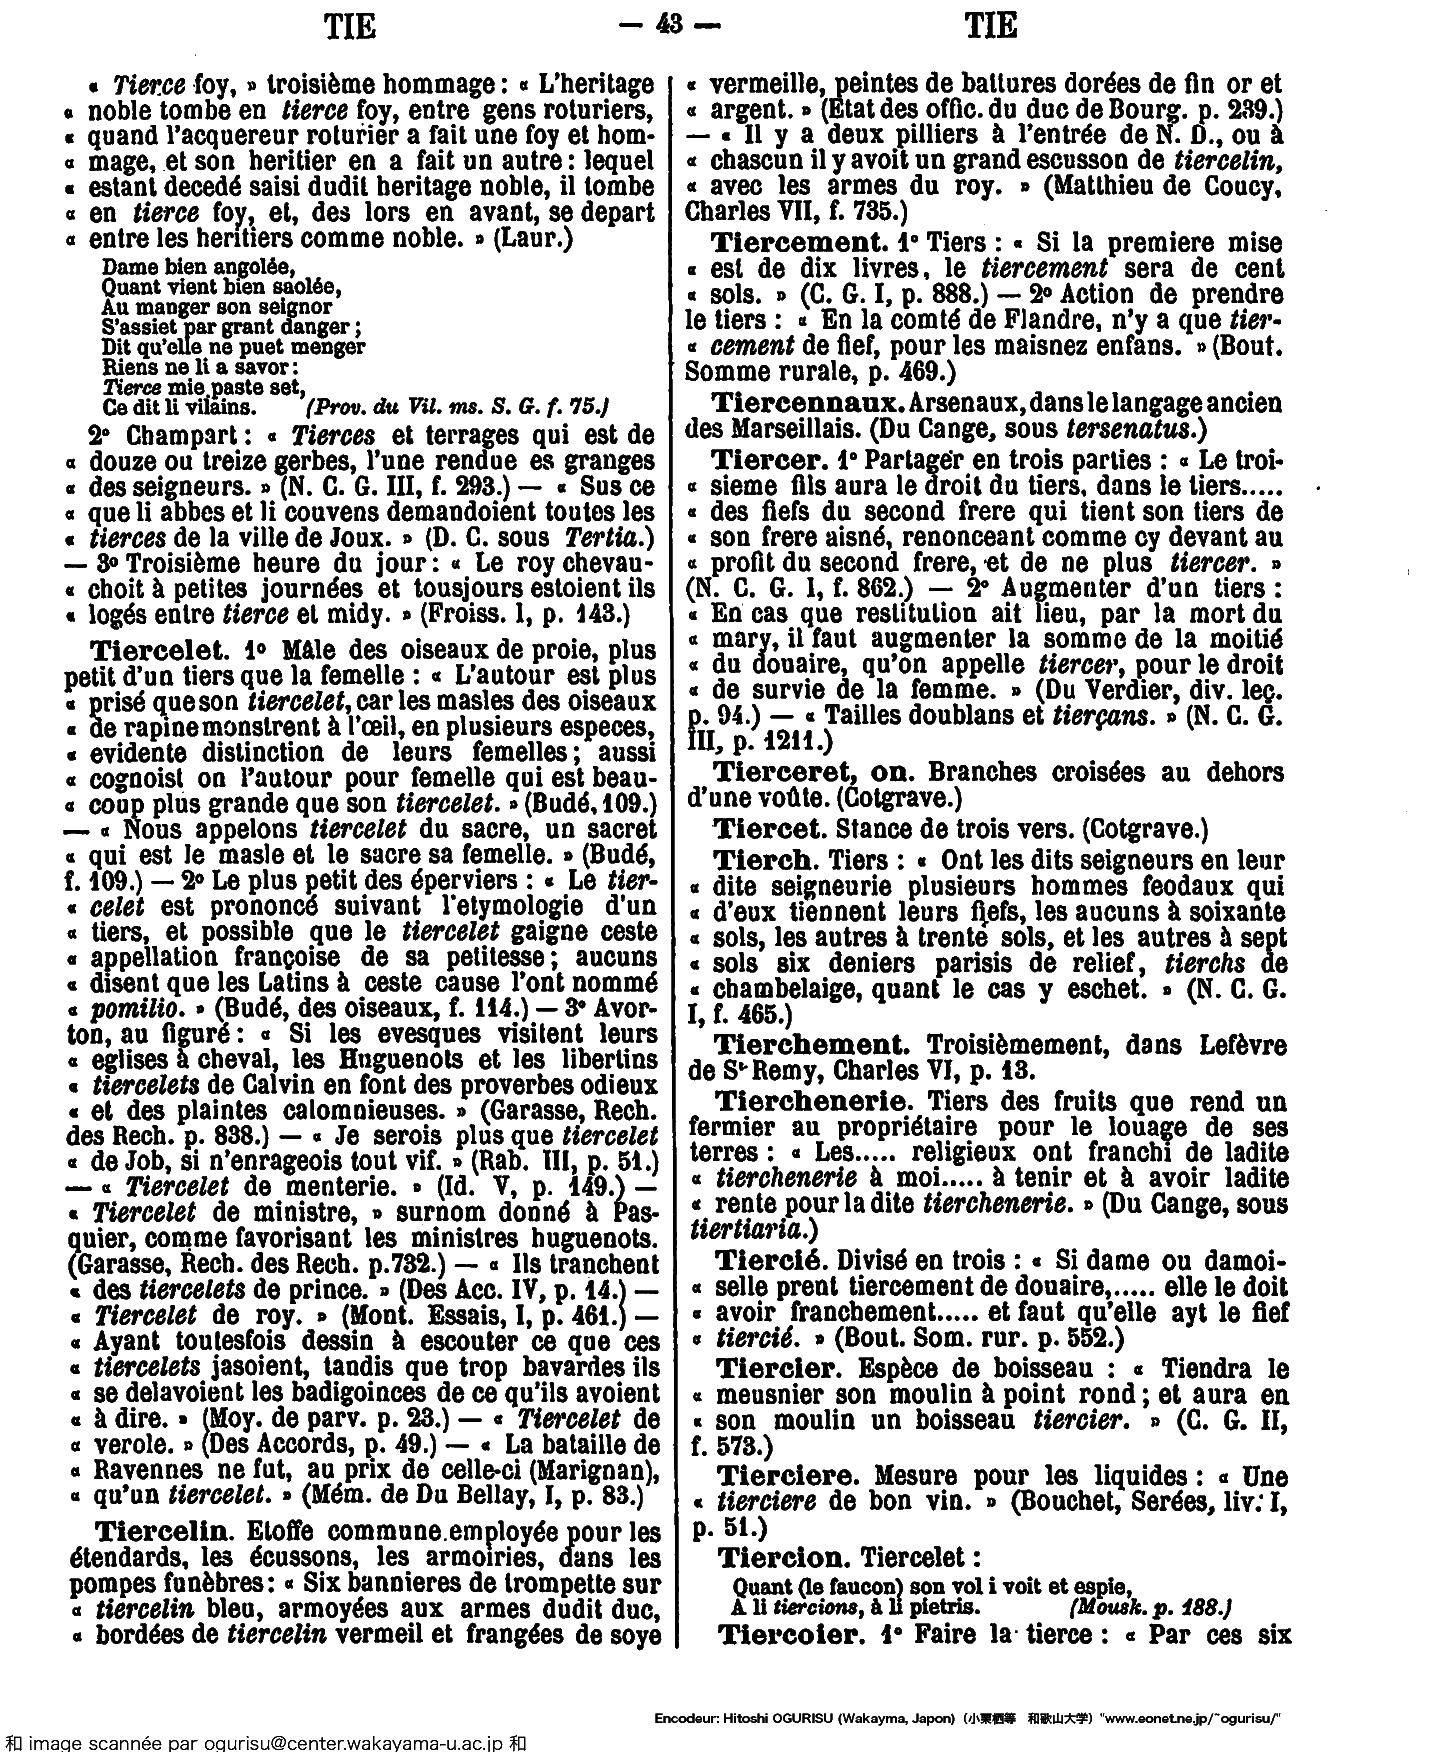 TIE — 43 — TIE
« Tierce foy, » troisième hommage : « L'heritage
« noble tombe en tierce foy, entre gens roturiers,
« quand l'acquereur roturier a fait une foy et hom-
« mage, et son heritier en a fait un autre : lequel
« estant decedé saisi dudit heritage noble, il tombe
« en tierce foy, et, des lors en avant, se depart
« entre les heritiers comme noble. » (Laur.)
Dame bien angolée,
Quant vient bien saolée,
Au manger son seignor
S'assiet par grant danger ;
Dit qu'elle ne puet menger
Riens ne li a savor :
Tierce mie paste set,
Ce dit li vilains. (Prov. du Vil. ms. S. G. f. 75.)
2° Champart : « Tierces et terrages qui est de
« douze ou treize gerbes, l'une rendue es granges
« des seigneurs. » (N. C. G. III, f. 293.) — « Sus ce
« que li abbes et li couvens demandoient toutes les
« tierces de la ville de Joux. » (D. C. sous Tertia.)
— 3° Troisième heure du jour : « Le roy chevau-
« choit à petites journées et tousjours estoient ils
« logés entre tierce et midy. » (Froiss. I, p. 143.)
Tiercelet. 1° Mâle des oiseaux de proie, plus
petit d'un tiers que la femelle : « L'autour est plus
« prisé que son tiercelet, car les masles des oiseaux
« de rapine monstrent à l'œil, en plusieurs especes,
« evidente distinction de leurs femelles ; aussi
« cognoist on l'autour pour femelle qui est beau-
« coup plus grande que son tiercelet. » (Budé, 109.)
— « Nous appelons tiercelet du sacre, un sacret
« qui est le masle et le sacre sa femelle. » (Budé,
f. 109.) — 2° Le plus petit des éperviers : « Le tier-
« celet est prononcé suivant l'etymologie d'un
« tiers, et possible que le tiercelet gaigne ceste
« appellation françoise de sa petitesse ; aucuns
« disent que les Latins à ceste cause l'ont nommé
« pomilio. » (Budé, des oiseaux, f. 114.) — 3° Avor-
ton, au figuré : « Si les evesques visitent leurs
« eglises à cheval, les Huguenots et les libertins
« tiercelets de Calvin en font des proverbes odieux
« et des plaintes calomnieuses. » (Garasse, Rech.
des Rech. p. 838.) — « Je serois plus que tiercelet
« de Job, si n'enrageois tout vif. » (Rab. III, p. 51.)
— « Tiercelet de menterie. » (Id. V, p. 149.) —
« Tiercelet de ministre, » surnom donné à Pas-
quier, comme favorisant les ministres huguenots.
(Garasse, Rech. des Rech. p. 732.) — « Ils tranchent
« des tiercelets de prince. » (Des Acc. IV, p. 14.) —
« Tiercelet de roy. » (Mont. Essais, I, p. 461.) —
« Ayant toutesfois dessin à escouter ce que ces
« tiercelets jasoient, tandis que trop bavardes ils
« se delavoient les badigoinces de ce qu'ils avoient
« à dire. » (Moy. de parv. p. 23.) — « Tiercelet de
« verole. » (Des Accords, p. 49.) — « La bataille de
« Ravennes ne fut, au prix de celle-ci (Marignan),
« qu'un tiercelet. » (Mém. de Du Bellay, I, p. 83.)
Tiercelin. Etoffe commune employée pour les
étendards, les écussons, les armoiries, dans les
pompes funèbres : « Six bannieres de trompette sur
« tiercelin bleu, armoyées aux armes dudit duc,
« bordées de tiercelin vermeil et frangées de soye
« vermeille, peintes de battures dorées de fin or et
« argent. » (Etat des offic. du duc de Bourg. p. 239.)
— « Il y a deux pilliers à l'entrée de N. D., ou à
« chascun il y avoit un grand escusson de tiercelin,
« avec les armes du roy. » (Matthieu de Coucy,
Charles VII, f. 735.)
Tiercement. 1° Tiers : « Si la premiere mise
« est de dix livres, le tiercement sera de cent
« sols. » (C. G. I, p. 888.) — 2° Action de prendre
le tiers : « En la comté de Flandre, n'y a que tier-
« cement de fief, pour les maisnez enfans. » (Bout.
Somme rurale, p. 469.)
Tiercennaux. Arsenaux, dans le langage ancien
des Marseillais. (Du Cange, sous tersenatus.)
Tiercer. 1° Partager en trois parties : « Le troi-
« sieme fils aura le droit du tiers, dans le tiers.....
« des fiefs du second frere qui tient son tiers de
« son frere aisné, renonceant comme cy devant au
« profit du second frere, et de ne plus tiercer. »
(N. C. G. I, f. 862.) — 2° Augmenter d'un tiers :
« En cas que restitution ait lieu, par la mort du
« mary, il faut augmenter la somme de la moitié
« du douaire, qu'on appelle tiercer, pour le droit
« de survie de la femme. » (Du Verdier, div. leç.
p. 94.) — « Tailles doublans et tierçans. » (N. C. G.
III, p. 1211.)
Tierceret, on. Branches croisées au dehors
d'une voûte. (Cotgrave.)
Tiercet. Stance de trois vers. (Cotgrave.)
Tierch. Tiers : « Ont les dits seigneurs en leur
« dite seigneurie plusieurs hommes feodaux qui
« d'eux tiennent leurs fiefs, les aucuns à soixante
« sols, les autres à trente sols, et les autres à sept
« sols six deniers parisis de relief, tierchs de
« chambelaige, quant le cas y eschet. » (N. C. G.
I, f. 465.)
Tierchement. Troisièmement, dans Lefèvre
de St Remy, Charles VI, p. 13.
Tierchenerie. Tiers des fruits que rend un
fermier au propriétaire pour le louage de ses
terres : « Les..... religieux ont franchi de ladite
« tierchenerie à moi..... à tenir et à avoir ladite
« rente pour la dite tierchenerie. » (Du Cange, sous
tiertiaria.)
Tiercié. Divisé en trois : « Si dame ou damoi-
« selle prent tiercement de douaire,..... elle le doit
« avoir franchement..... et faut qu'elle ayt le fief
« tiercié. » (Bout. Som. rur. p. 552.)
Tiercier. Espèce de boisseau : « Tiendra le
« meusnier son moulin à point rond ; et aura en
« son moulin un boisseau tiercier. » (C. G. II,
f. 573.)
Tierciere. Mesure pour les liquides : « Une
« tierciere de bon vin. » (Bouchet, Serées, liv. I,
p. 51.)
Tiercion. Tiercelet :
Quant (le faucon) son vol i voit et espie,
A li tiercions, à li pietris. (Mousk. p. 188.)
Tiercoier. 1° Faire la tierce : « Par ces six
Encodeur: Hitoshi OGURISU (Wakayma, Japon) (小栗栖等 和歌山大学) "www.eonet.ne.jp/~ogurisu/"
和 image scannée par ogurisu@center.wakayama-u.ac.jp 和